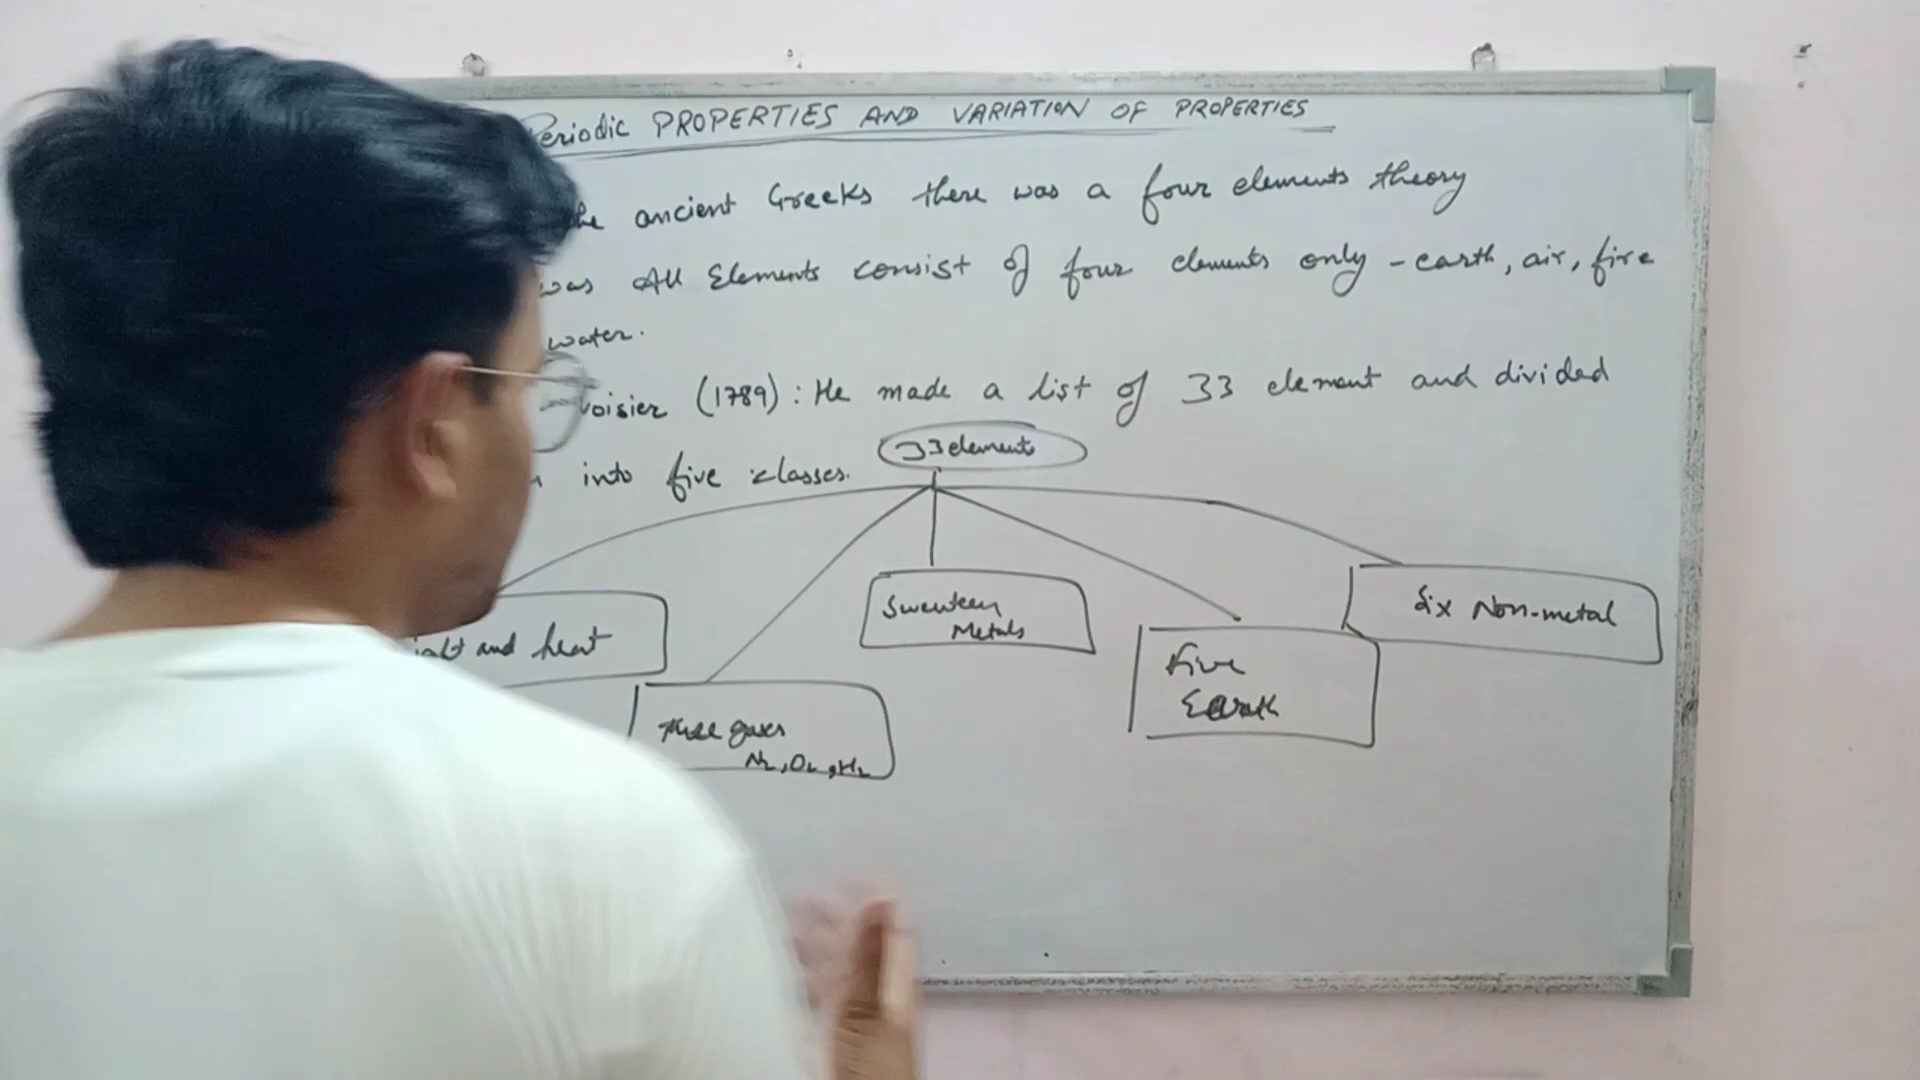 Periodic PROPERTIES AND VARIATION OF PROPERTIES
ancient Greeks there was a four elements theory
was All Elements consist of four elements only - earth, air, fire
water.
voisier (1789) : He made a list of 33 element and divided
into five classes.
33 element
Six Non-metal
Metals
and heat
Five
Earth
Three gases
N2, O2, H2